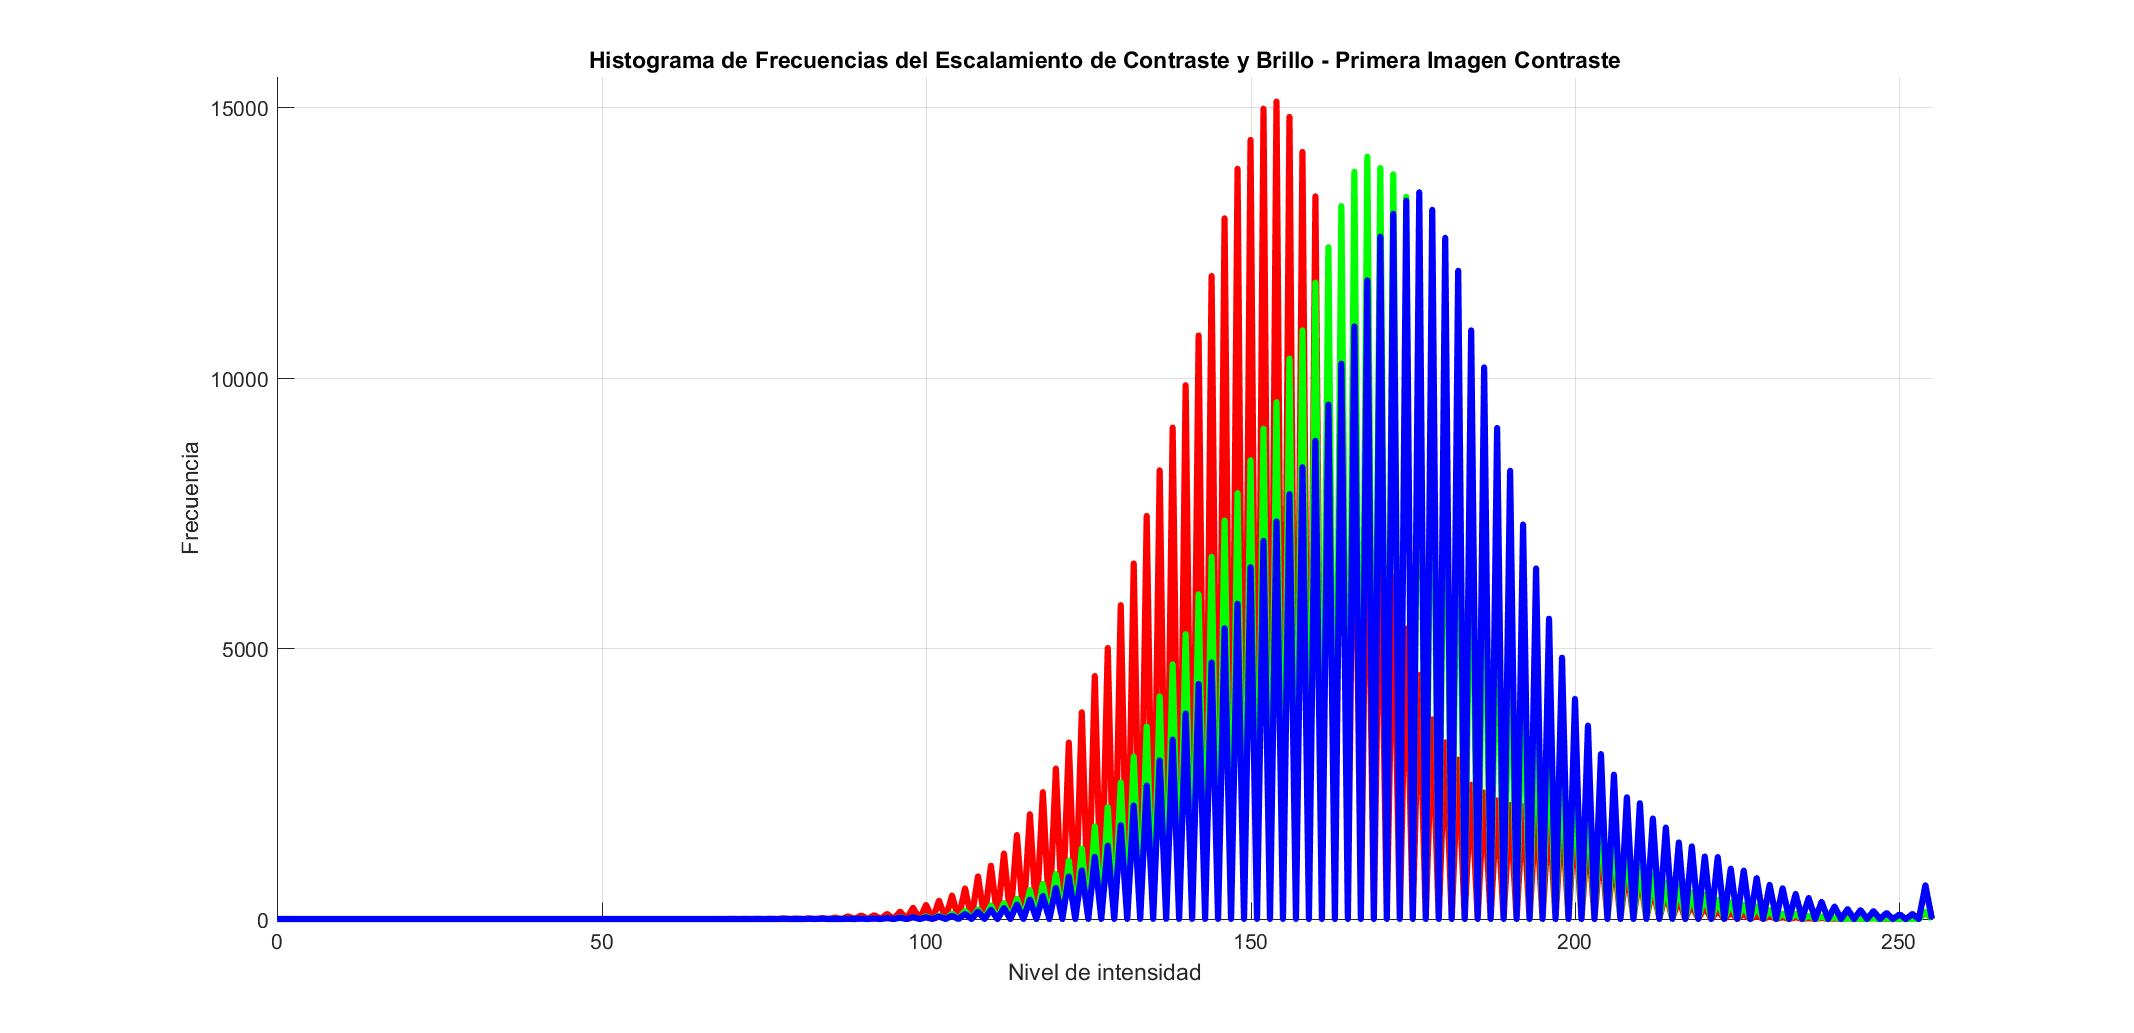 Histograma de Frecuencias del Escalamiento de Contraste y Brillo - Primera Imagen Contraste
15000
10000
5000
0
Frecuencia
0 50 100 150 200 250
Nivel de intensidad